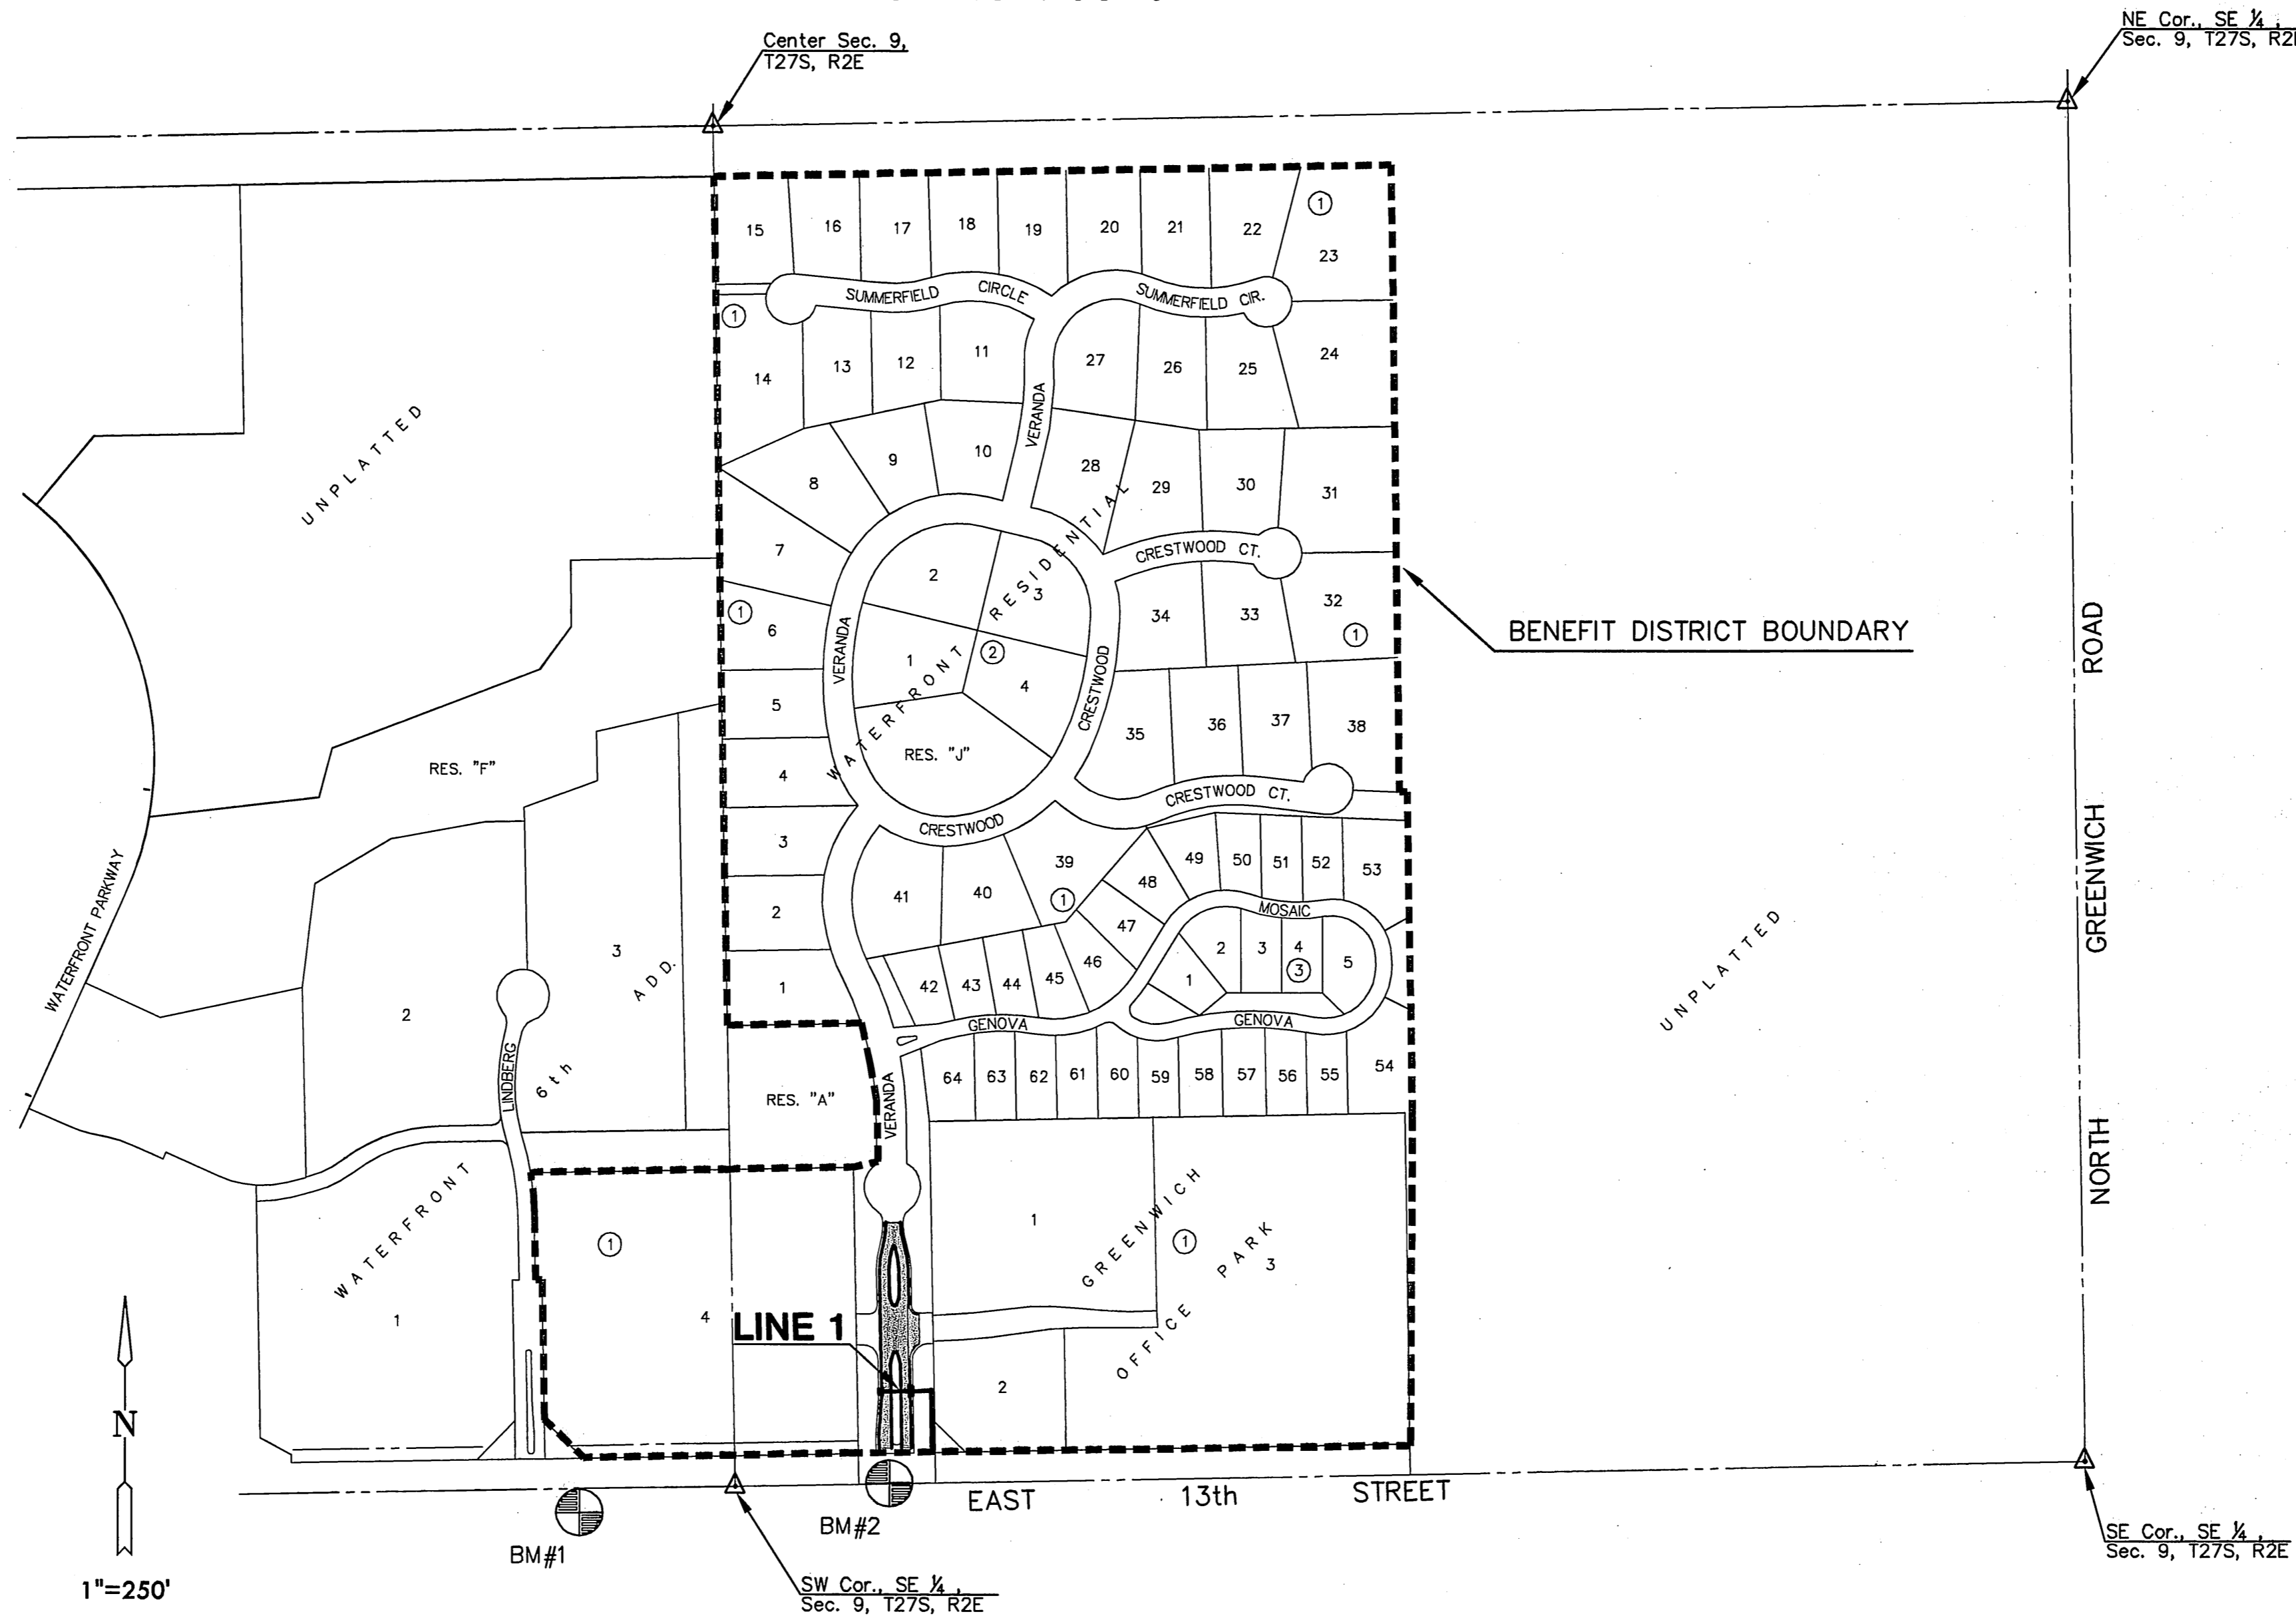 NE Cor., SE ¼ ,
Sec. 9, T27S, R2E
Center Sec. 9,
T27S, R2E
15 16 17 18 19 20 21 22 1
23
SUMMERFIELD CIRCLE SUMMERFIELD CIR.
1
14 13 12 11 27 26 25 24
VERANDA
UNPLATTED
8 9 10 28 29 30 31
7 2 3 CRESTWOOD CT.
1
6 34 33 32
1
VERANDA 1 2 4 CRESTWOOD
BENEFIT DISTRICT BOUNDARY
WATERFRONT RESIDENTIAL
5
4 RES. "J" 35 36 37 38
RES. "F"
CRESTWOOD CT.
3 CRESTWOOD
39 49 50 51 52 53
2 41 40 1 48
47 MOSAIC
2 3 4 5
1 3
1 42 43 44 45 46
GENOVA GENOVA
64 63 62 61 60 59 58 57 56 55 54
RES. "A"
VERANDA
WATERFRONT PARKWAY
2 3
LINDBERG
WATERFRONT 6th ADD.
1
1
4
LINE 1
1
GREENWICH
OFFICE PARK
1
3
2
UNPLATTED
NORTH GREENWICH ROAD
EAST 13th STREET
BM#1
BM#2
N
1"=250'
SW Cor., SE ¼ ,
Sec. 9, T27S, R2E
SE Cor., SE ¼ ,
Sec. 9, T27S, R2E